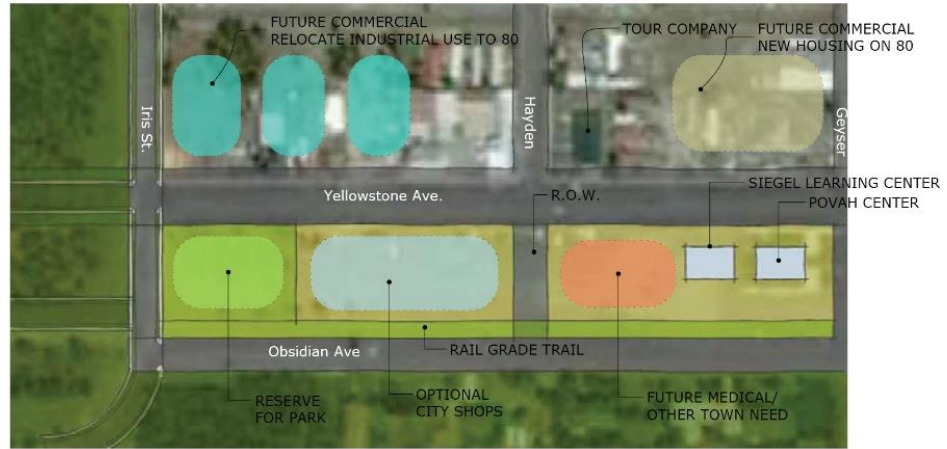 FUTURE COMMERCIAL
RELOCATE INDUSTRIAL USE TO 80
TOUR COMPANY
FUTURE COMMERCIAL
NEW HOUSING ON 80
Iris St.
Hayden
Geyser
Yellowstone Ave.
R.O.W.
SIEGEL LEARNING CENTER
POVAH CENTER
Obsidian Ave
RAIL GRADE TRAIL
RESERVE
FOR PARK
OPTIONAL
CITY SHOPS
FUTURE MEDICAL/
OTHER TOWN NEED